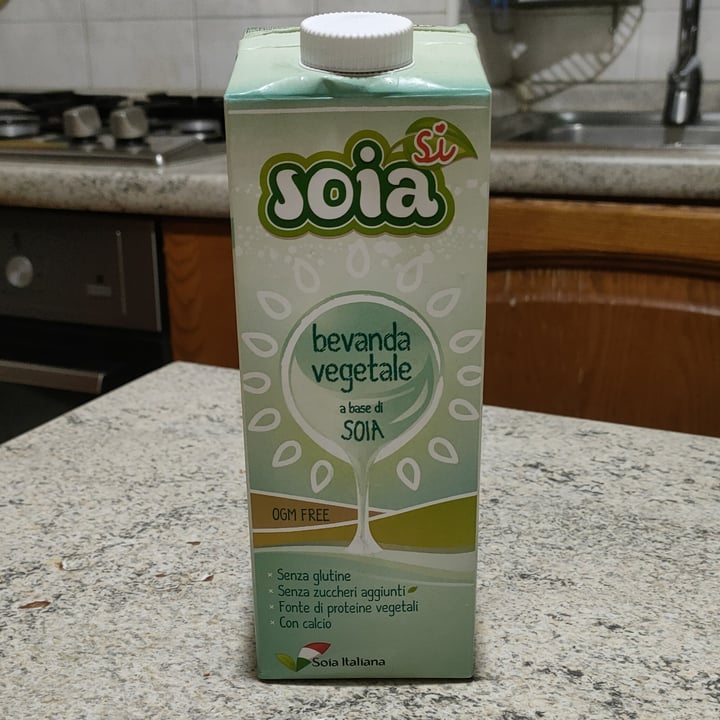 Si
soia
bevanda
vegetale
a base di
SOIA
OGM FREE
× Senza glutine
× Senza zuccheri aggiunti
× Fonte di proteine vegetali
× Con calcio
Soia Italiana